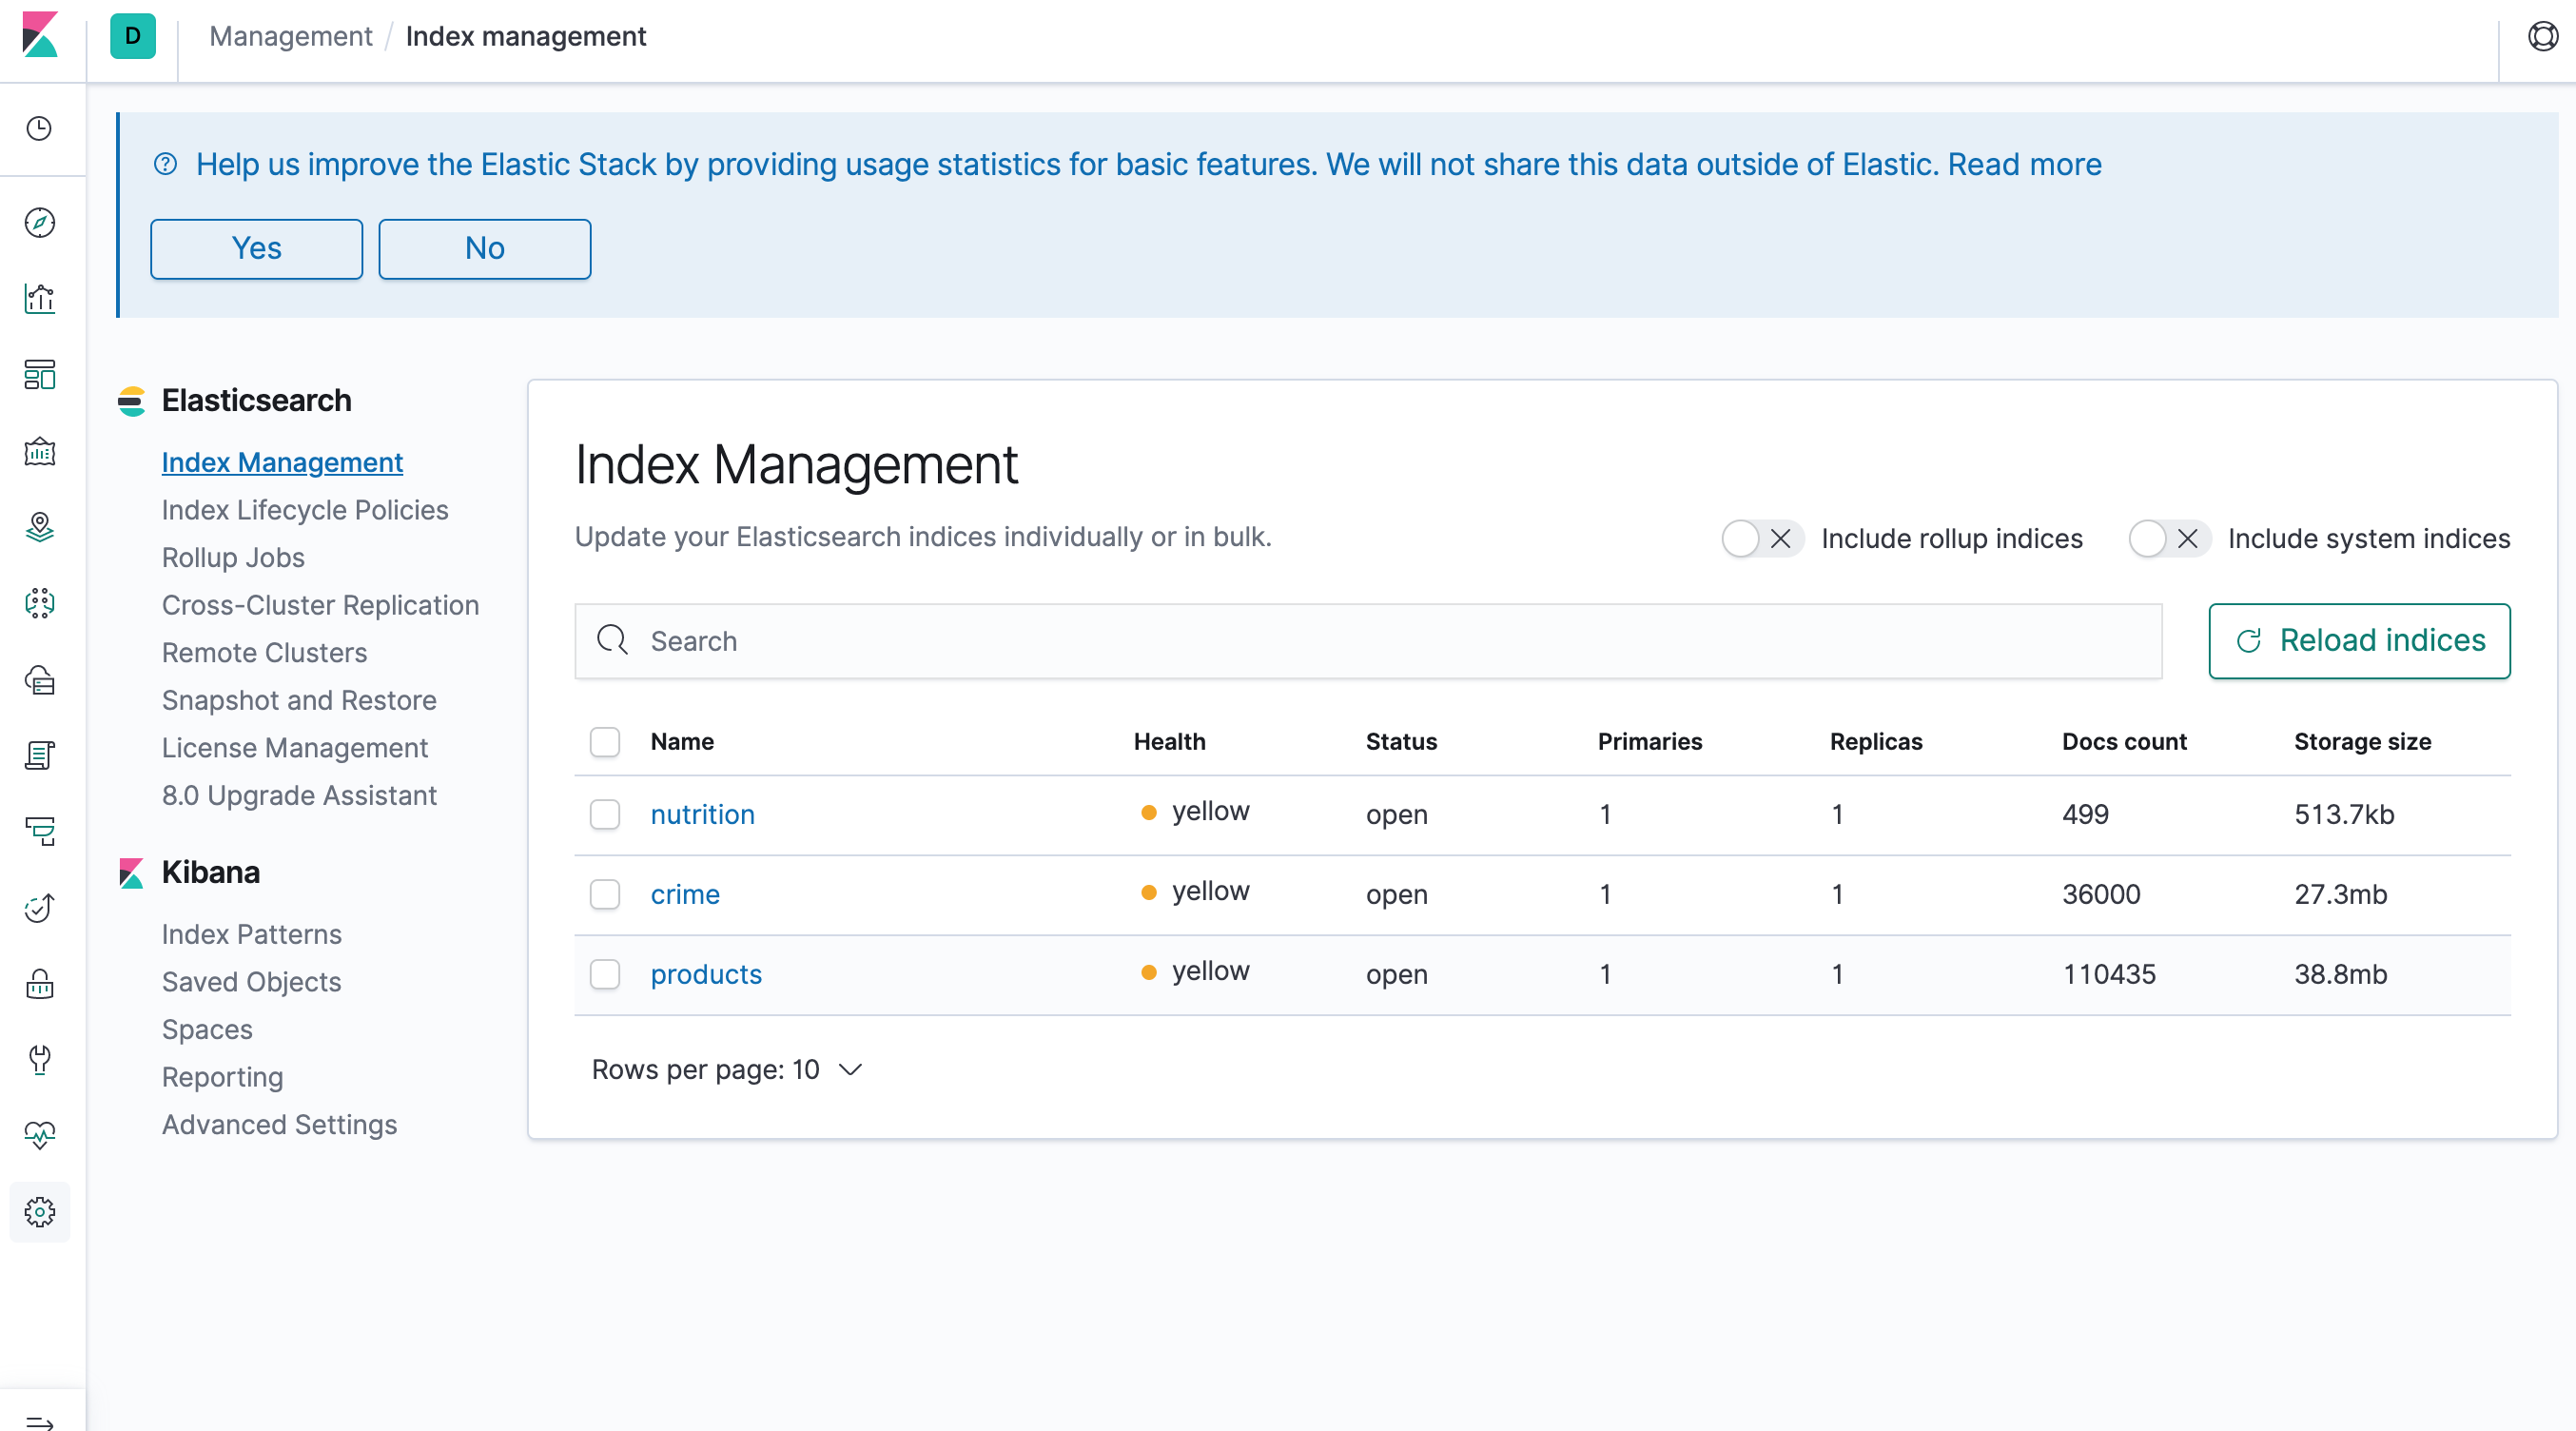 D Management / Index management
Help us improve the Elastic Stack by providing usage statistics for basic features. We will not share this data outside of Elastic. Read more
Yes No
Elasticsearch
Index Management
Index Lifecycle Policies
Rollup Jobs
Cross-Cluster Replication
Remote Clusters
Snapshot and Restore
License Management
8.0 Upgrade Assistant
Kibana
Index Patterns
Saved Objects
Spaces
Reporting
Advanced Settings
Index Management
Update your Elasticsearch indices individually or in bulk.
Include rollup indices Include system indices
Search Reload indices
Name Health Status Primaries Replicas Docs count Storage size
nutrition yellow open 1 1 499 513.7kb
crime yellow open 1 1 36000 27.3mb
products yellow open 1 1 110435 38.8mb
Rows per page: 10